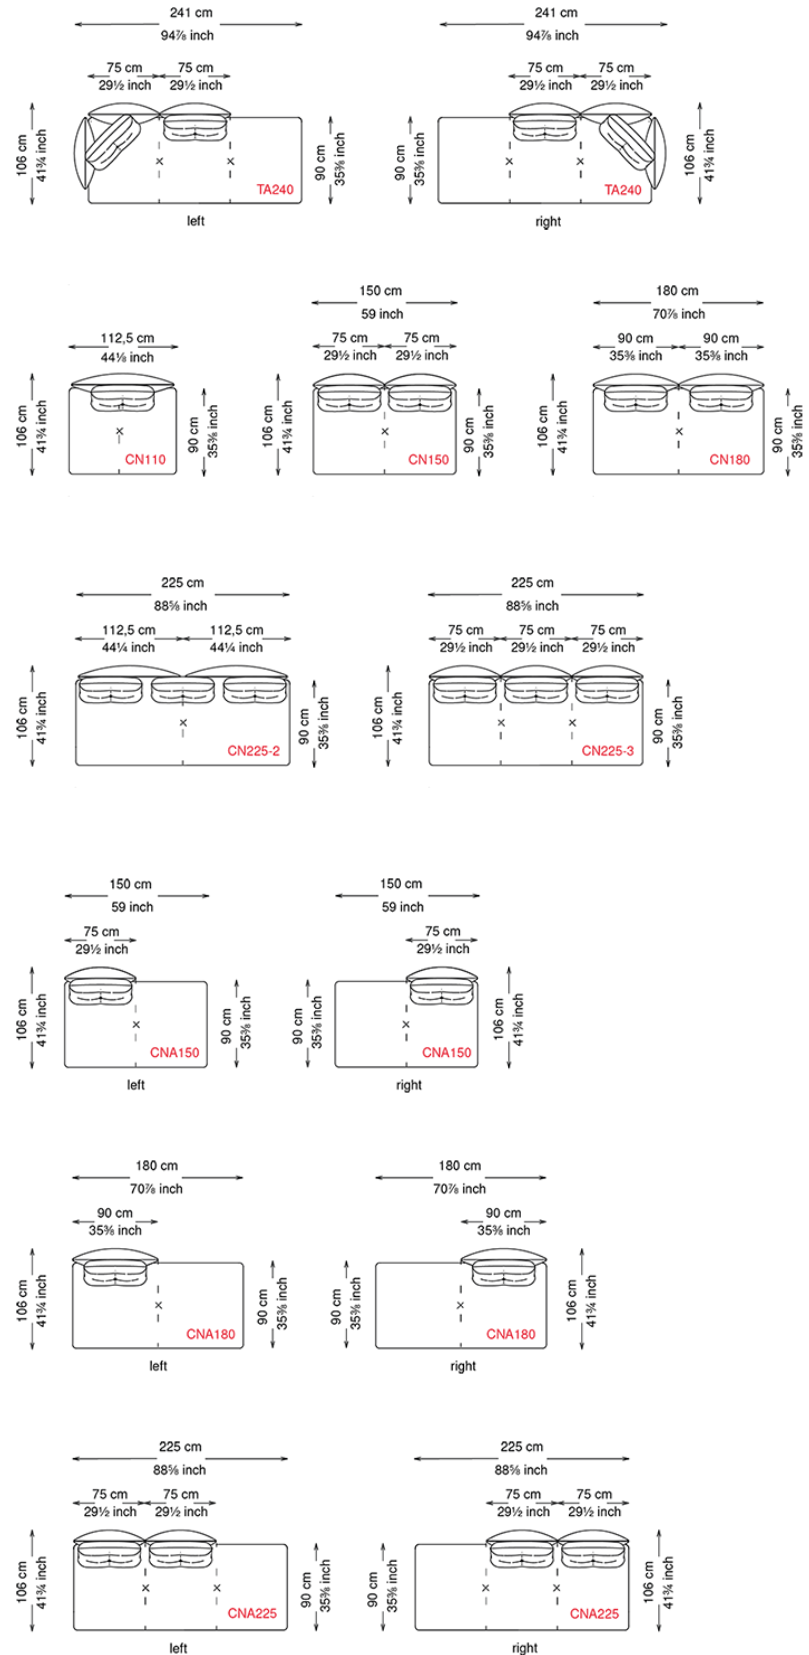 241 cm
94⅞ inch
75 cm
75 cm
29½ inch
29½ inch
106 cm
41¾ inch
90 cm
35⅜ inch
TA240
left
241 cm
94⅞ inch
75 cm
75 cm
29½ inch
29½ inch
90 cm
35⅜ inch
106 cm
41¾ inch
TA240
right
112,5 cm
44⅛ inch
106 cm
41¾ inch
90 cm
35⅜ inch
CN110
150 cm
59 inch
75 cm
75 cm
29½ inch
29½ inch
106 cm
41¾ inch
90 cm
35⅜ inch
CN150
180 cm
70⅞ inch
90 cm
90 cm
35⅜ inch
35⅜ inch
106 cm
41¾ inch
90 cm
35⅜ inch
CN180
225 cm
88⅝ inch
112,5 cm
112,5 cm
44¼ inch
44¼ inch
106 cm
41¾ inch
90 cm
35⅜ inch
CN225-2
225 cm
88⅝ inch
75 cm
75 cm
75 cm
29½ inch
29½ inch
29½ inch
106 cm
41¾ inch
90 cm
35⅜ inch
CN225-3
150 cm
59 inch
75 cm
29½ inch
106 cm
41¾ inch
90 cm
35⅜ inch
CNA150
left
150 cm
59 inch
75 cm
29½ inch
90 cm
35⅜ inch
106 cm
41¾ inch
CNA150
right
180 cm
70⅞ inch
90 cm
35⅜ inch
106 cm
41¾ inch
90 cm
35⅜ inch
CNA180
left
180 cm
70⅞ inch
90 cm
35⅜ inch
90 cm
35⅜ inch
106 cm
41¾ inch
CNA180
right
225 cm
88⅝ inch
75 cm
75 cm
29½ inch
29½ inch
106 cm
41¾ inch
90 cm
35⅜ inch
CNA225
left
225 cm
88⅝ inch
75 cm
75 cm
29½ inch
29½ inch
90 cm
35⅜ inch
106 cm
41¾ inch
CNA225
right